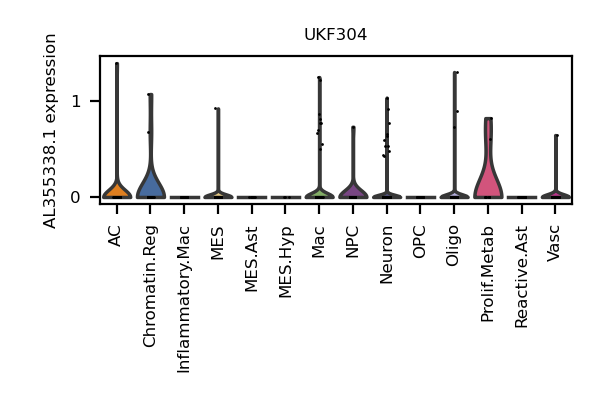 UKF304
AL355338.1 expression
1
0
AC
Chromatin.Reg
Inflammatory.Mac
MES
MES.Ast
MES.Hyp
Mac
NPC
Neuron
OPC
Oligo
Prolif.Metab
Reactive.Ast
Vasc